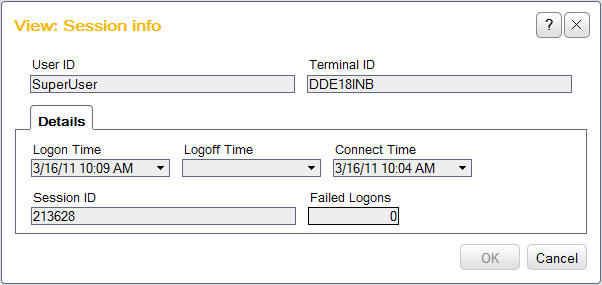 View: Session info
?
User ID
Terminal ID
SuperUser
DDE18INB
Details
Logon Time
Logoff Time
Connect Time
3/16/11 10:09 AM
3/16/11 10:04 AM
Session ID
Failed Logons
213628
0
OK
Cancel